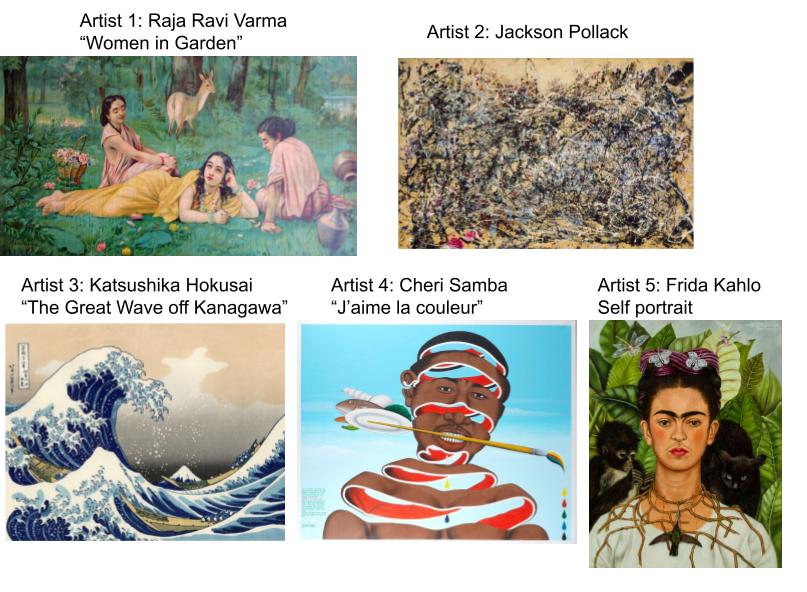 Artist 1: Raja Ravi Varma
“Women in Garden”
Artist 2: Jackson Pollack
Artist 3: Katsushika Hokusai
“The Great Wave off Kanagawa”
Artist 4: Cheri Samba
“J’aime la couleur”
Artist 5: Frida Kahlo
Self portrait